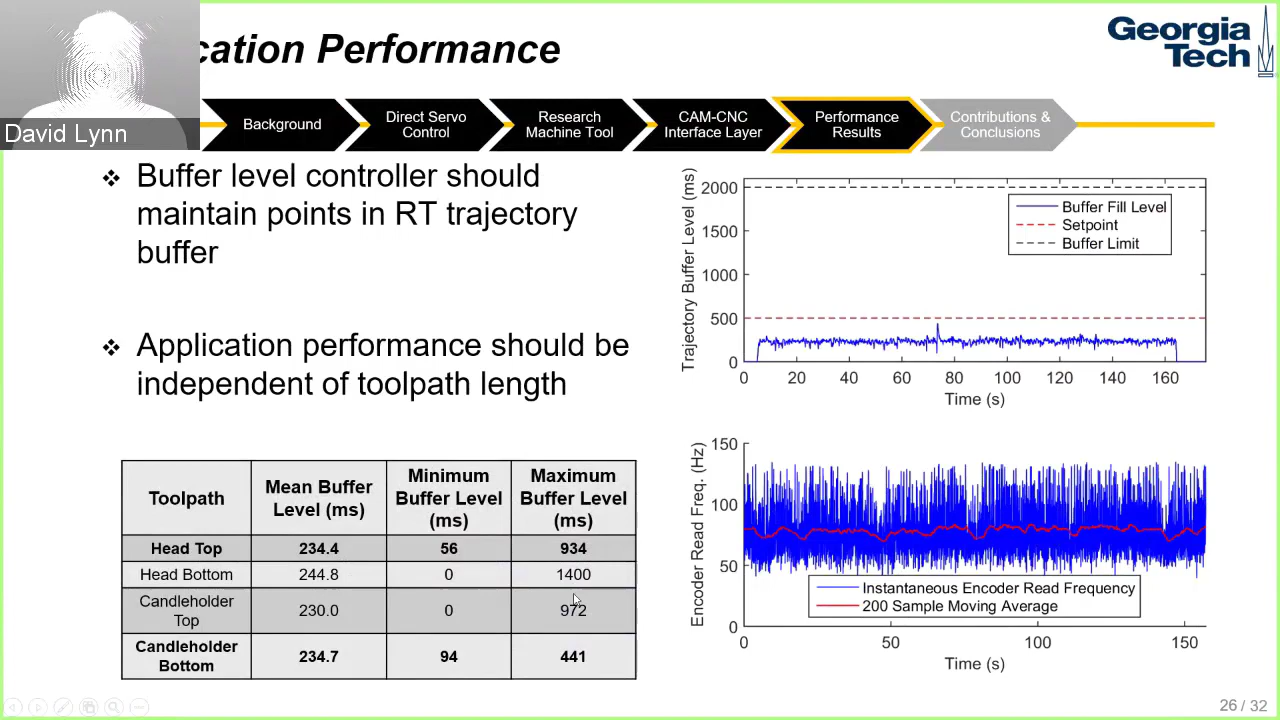 cation Performance
Georgia
Tech
David Lynn
Background
Direct Servo
Control
Research
Machine Tool
CAM-CNC
Interface Layer
Performance
Results
Contributions &
Conclusions
❖ Buffer level controller should
maintain points in RT trajectory
buffer
❖ Application performance should be
independent of toolpath length
Toolpath
Mean Buffer
Level (ms)
Minimum
Buffer Level
(ms)
Maximum
Buffer Level
(ms)
Head Top 234.4 56 934
Head Bottom 244.8 0 1400
Candleholder
Top
230.0 0 972
Candleholder
Bottom
234.7 94 441
Trajectory Buffer Level (ms)
2000
1500
1000
500
0
Buffer Fill Level
Setpoint
Buffer Limit
0 20 40 60 80 100 120 140 160
Time (s)
Encoder Read Freq. (Hz)
150
100
50
0
Instantaneous Encoder Read Frequency
200 Sample Moving Average
0 50 100 150
Time (s)
26 / 32